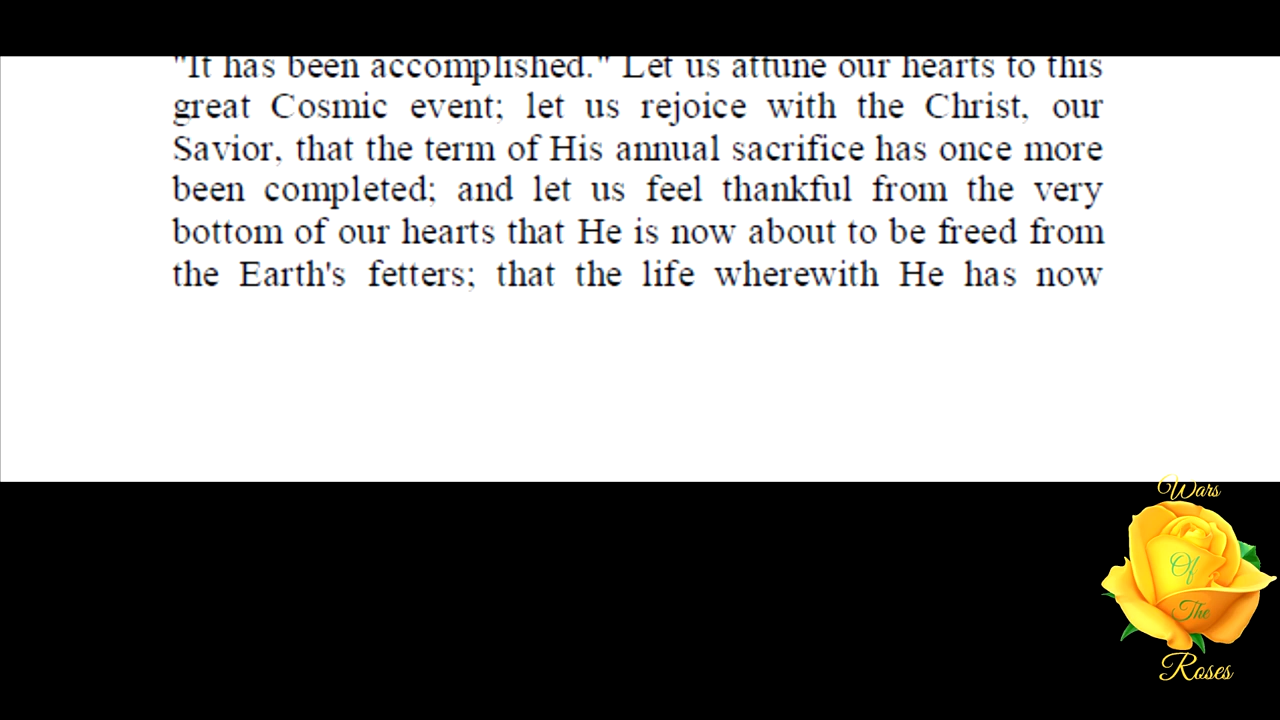 "It has been accomplished." Let us attune our hearts to this
great Cosmic event; let us rejoice with the Christ, our
Savior, that the term of His annual sacrifice has once more
been completed; and let us feel thankful from the very
bottom of our hearts that He is now about to be freed from
the Earth's fetters; that the life wherewith He has now
Wars
Of
The
Roses